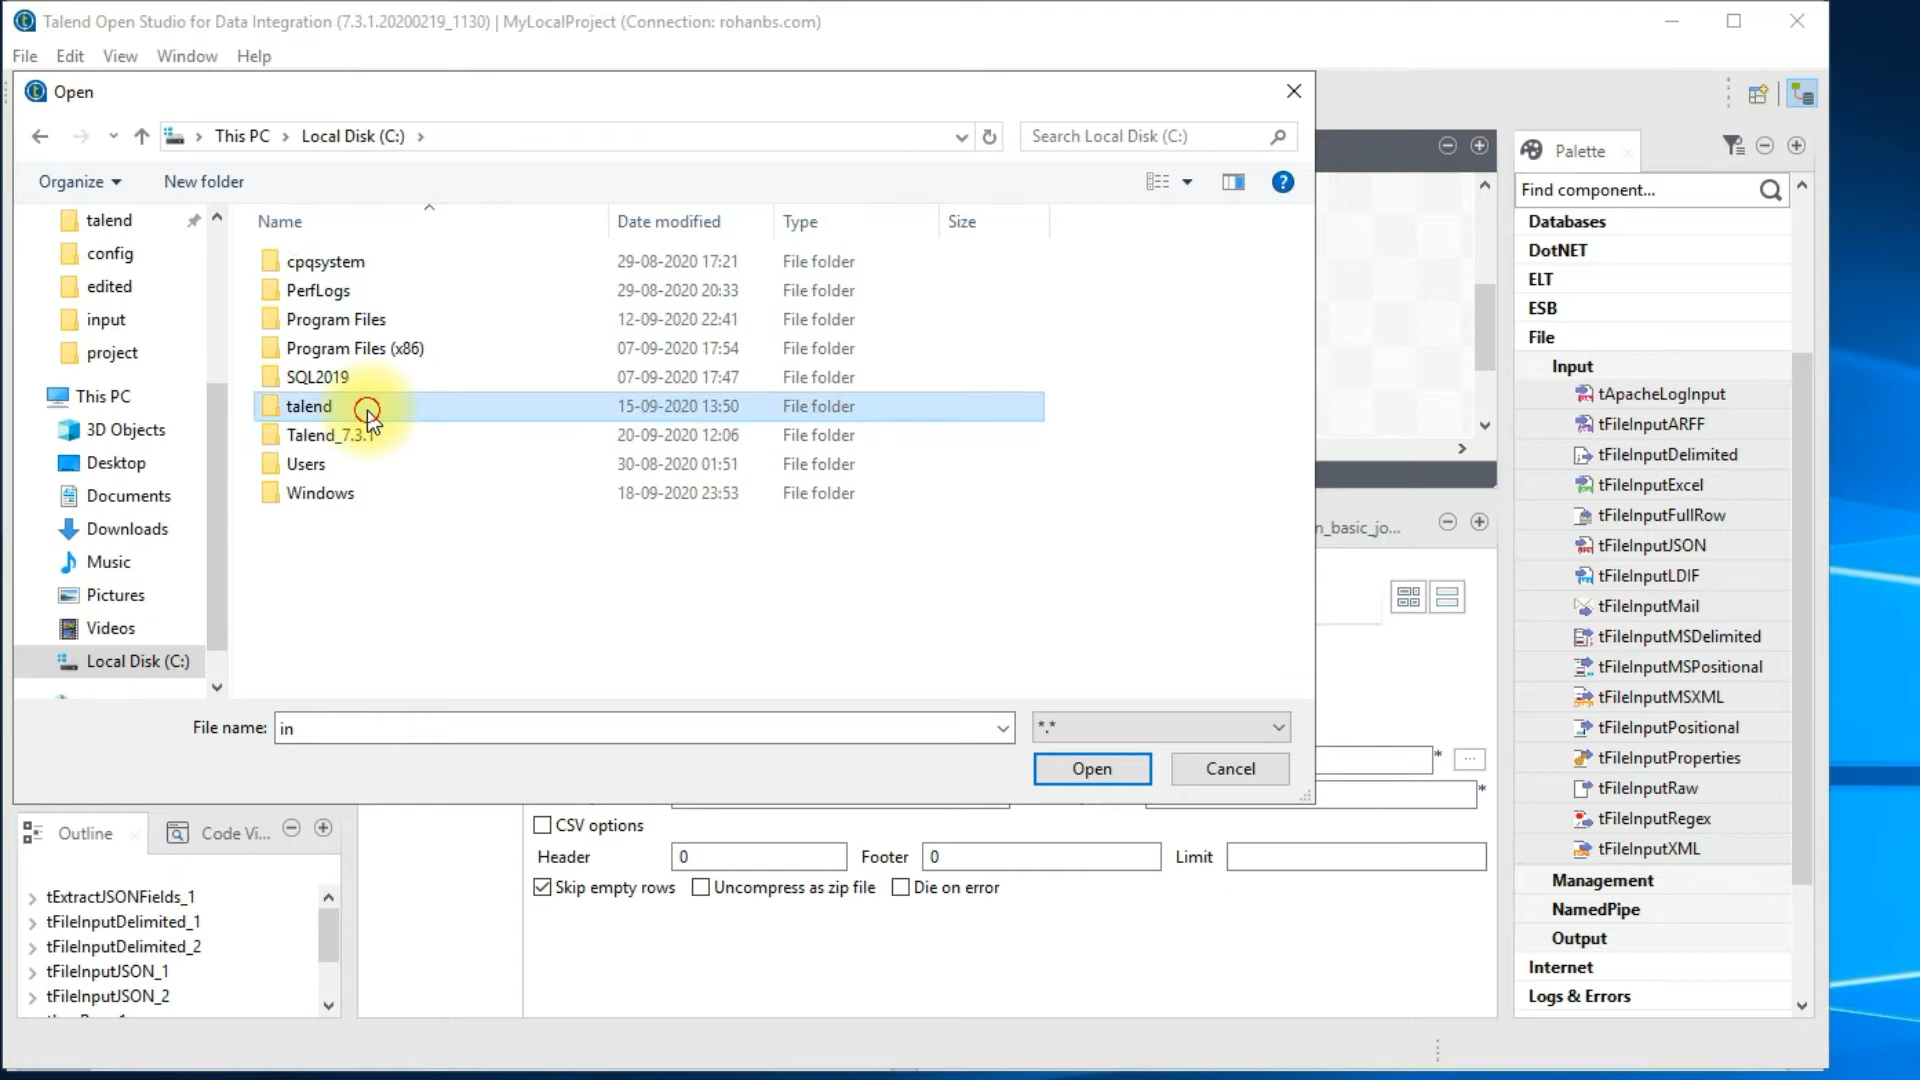 Talend Open Studio for Data Integration (7.3.1.20200219_1130) | MyLocalProject (Connection: rohanbs.com)
File Edit View Window Help
Open
This PC Local Disk (C:)
Search Local Disk (C:)
Organize New folder
talend
config
edited
input
project
This PC
3D Objects
Desktop
Documents
Downloads
Music
Pictures
Videos
Local Disk (C:)
Name Date modified Type Size
cpqsystem 29-08-2020 17:21 File folder
PerfLogs 29-08-2020 20:33 File folder
Program Files 12-09-2020 22:41 File folder
Program Files (x86) 07-09-2020 17:54 File folder
SQL2019 07-09-2020 17:47 File folder
talend 15-09-2020 13:50 File folder
Talend_7.3.1 20-09-2020 12:06 File folder
Users 30-08-2020 01:51 File folder
Windows 18-09-2020 23:53 File folder
File name: in
*.*
Open Cancel
n_basic_jo...
* ...
*
CSV options
Header 0 Footer 0 Limit
Skip empty rows Uncompress as zip file Die on error
Outline Code Vi...
tExtractJSONFields_1
tFileInputDelimited_1
tFileInputDelimited_2
tFileInputJSON_1
tFileInputJSON_2
Palette
Find component...
Databases
DotNET
ELT
ESB
File
Input
tApacheLogInput
tFileInputARFF
tFileInputDelimited
tFileInputExcel
tFileInputFullRow
tFileInputJSON
tFileInputLDIF
tFileInputMail
tFileInputMSDelimited
tFileInputMSPositional
tFileInputMSXML
tFileInputPositional
tFileInputProperties
tFileInputRaw
tFileInputRegex
tFileInputXML
Management
NamedPipe
Output
Internet
Logs & Errors